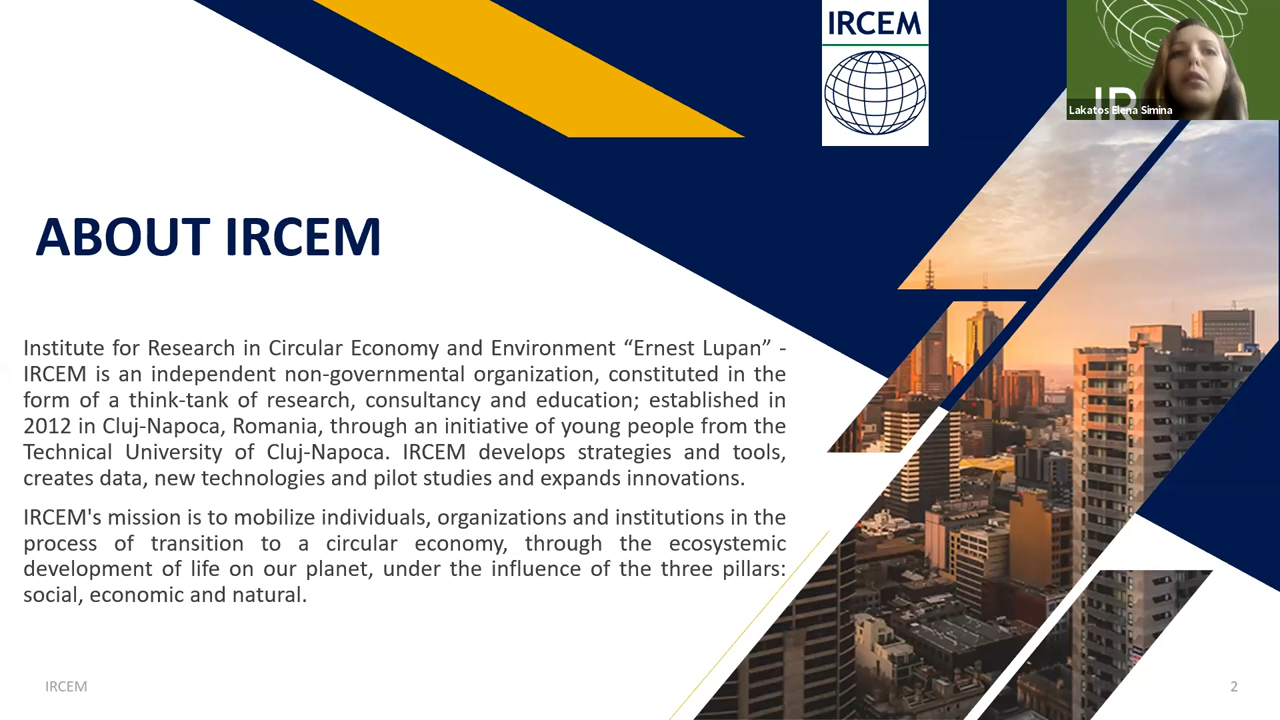 IRCEM
IR
Lakatos Elena Simina
ABOUT IRCEM
Institute for Research in Circular Economy and Environment “Ernest Lupan” -
IRCEM is an independent non-governmental organization, constituted in the
form of a think-tank of research, consultancy and education; established in
2012 in Cluj-Napoca, Romania, through an initiative of young people from the
Technical University of Cluj-Napoca. IRCEM develops strategies and tools,
creates data, new technologies and pilot studies and expands innovations.
IRCEM's mission is to mobilize individuals, organizations and institutions in the
process of transition to a circular economy, through the ecosystemic
development of life on our planet, under the influence of the three pillars:
social, economic and natural.
IRCEM
2